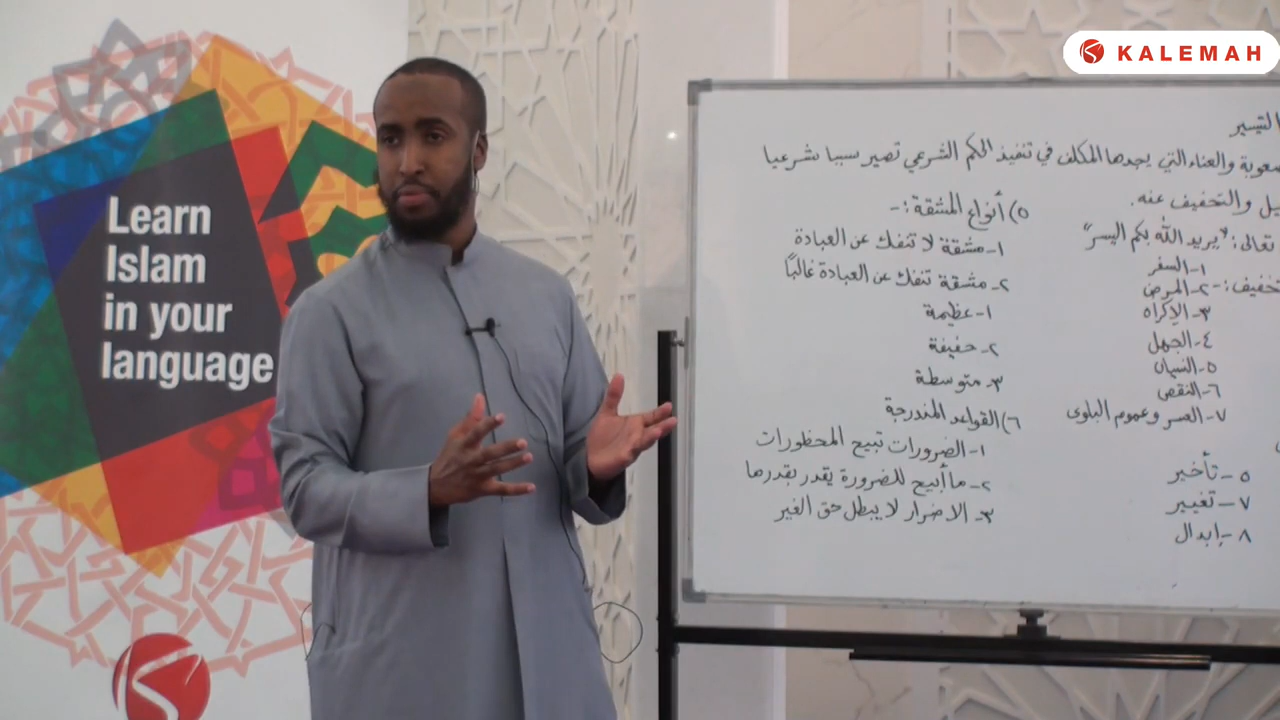 KALEMAH
Learn
Islam
in your
language
التيسير
والعناء التي يجدها المكلف في تنفيذ الحكم الشرعي تصير سببا شرعيا
والتخفيف عنه.
تعالى: "يريد الله بكم اليسر"
١- السفر
٢- المرض
٣- الإكراه
٤- الجهل
٥- النسيان
٦- النقص
٧- العسر وعموم البلوى
٥- تأخير
٧- تغيير
٨- إبدال
٥) أنواع المشقة :-
١- مشقة لا تنفك عن العبادة
٢- مشقة تنفك عن العبادة غالبًا
١- عظيمة
٢- خفيفة
٣- متوسطة
٦) القواعد المندرجة
١- الضرورات تبيح المحظورات
٢- ما أبيح للضرورة يقدر بقدرها
٣- الاضرار لا يبطل حق الغير